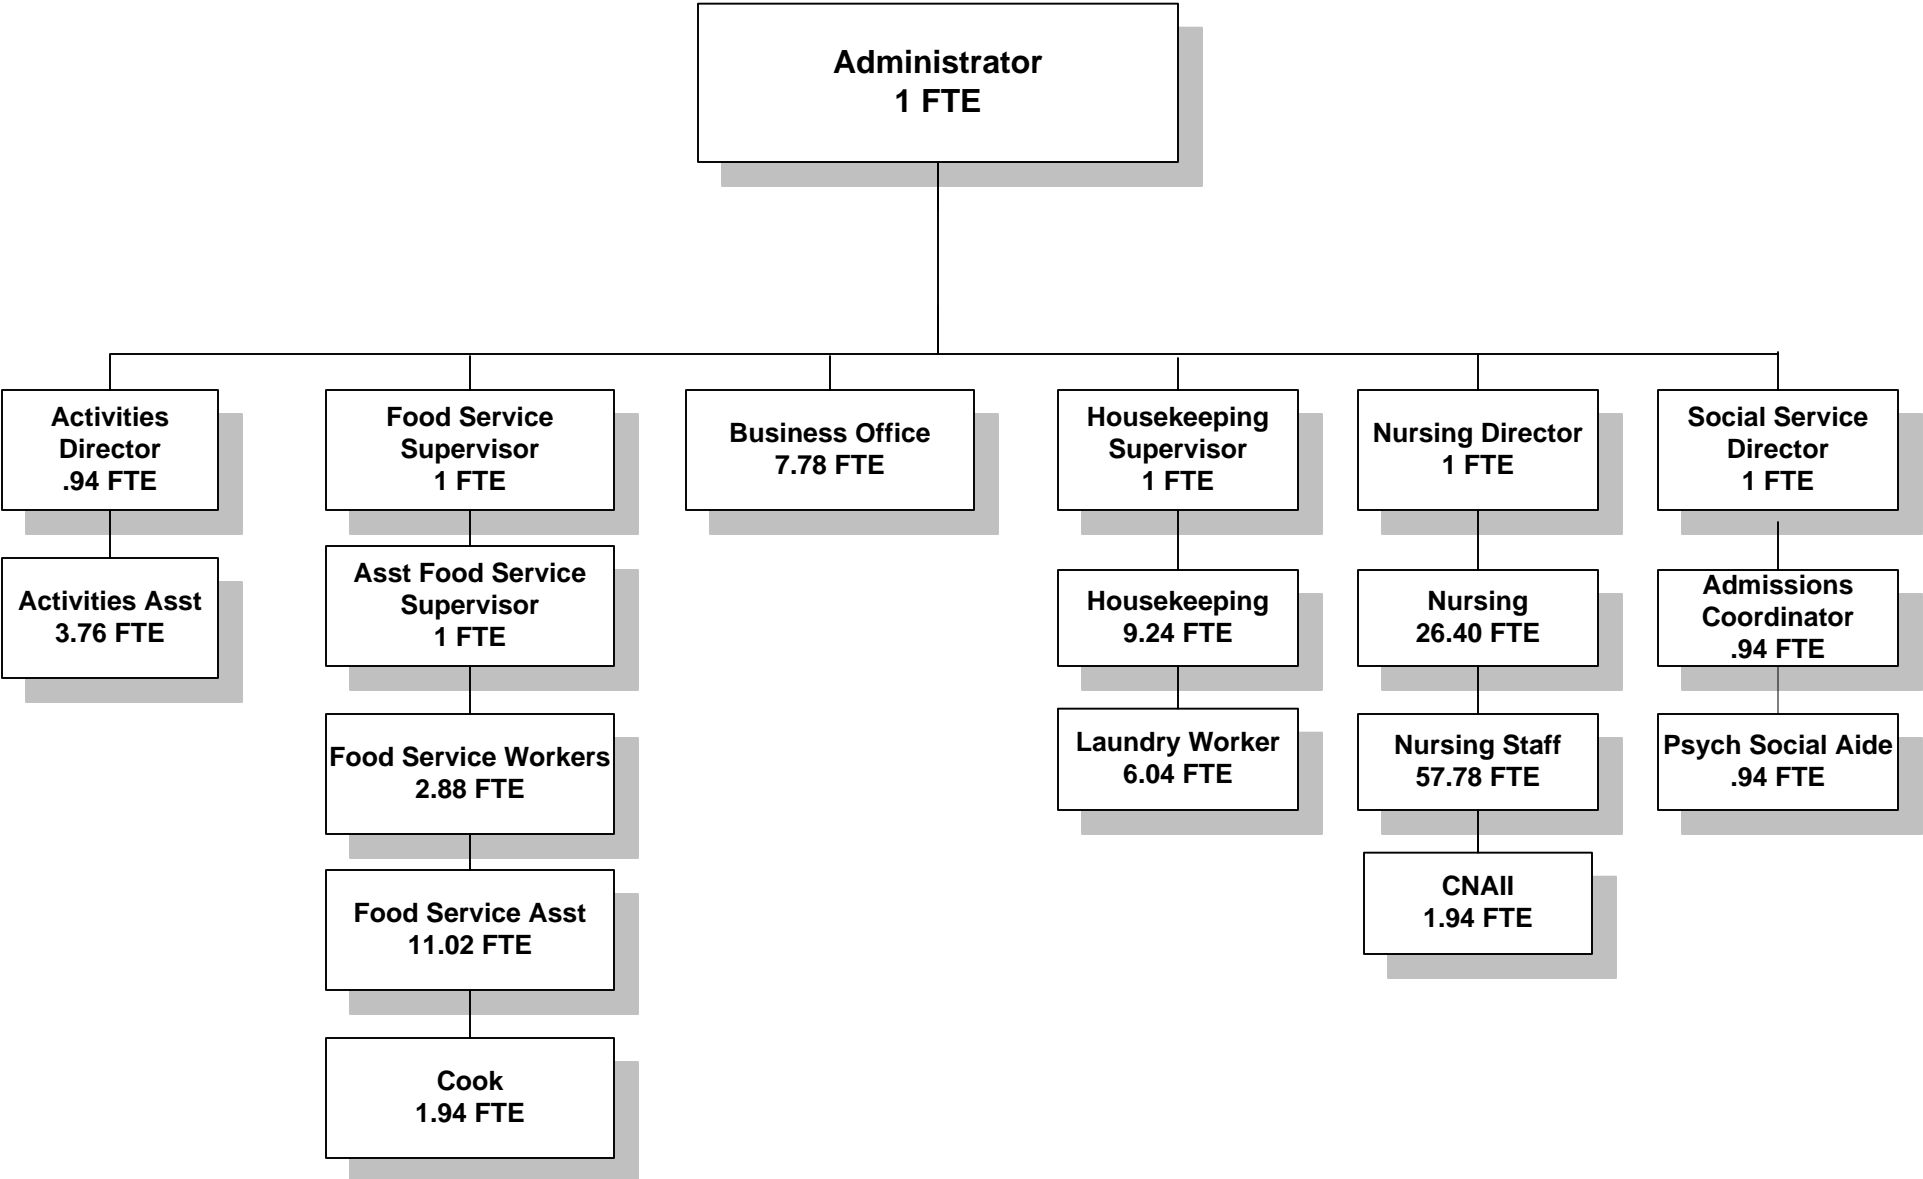 Administrator
1 FTE
Activities
Director
.94 FTE
Food Service
Supervisor
1 FTE
Business Office
7.78 FTE
Housekeeping
Supervisor
1 FTE
Nursing Director
1 FTE
Social Service
Director
1 FTE
Activities Asst
3.76 FTE
Asst Food Service
Supervisor
1 FTE
Housekeeping
9.24 FTE
Nursing
26.40 FTE
Admissions
Coordinator
.94 FTE
Food Service Workers
2.88 FTE
Laundry Worker
6.04 FTE
Nursing Staff
57.78 FTE
Psych Social Aide
.94 FTE
Food Service Asst
11.02 FTE
CNAII
1.94 FTE
Cook
1.94 FTE